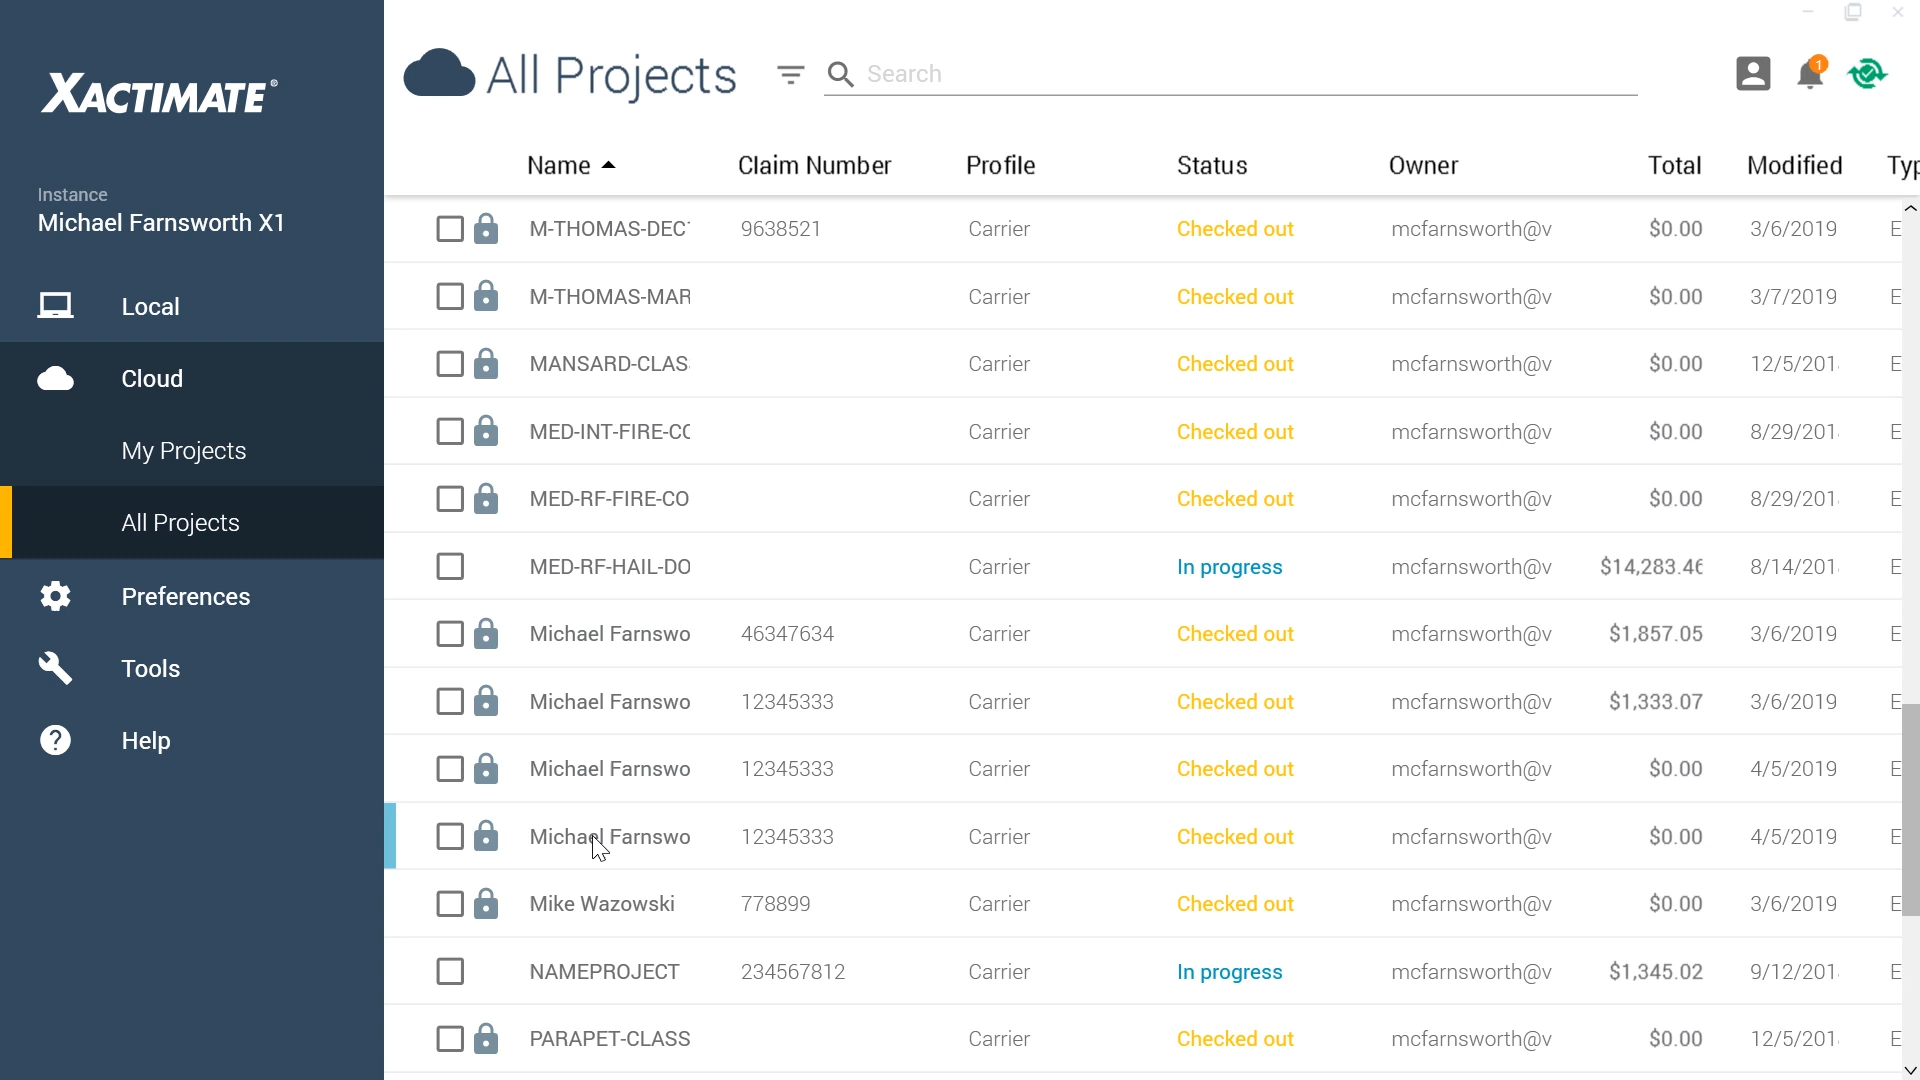 XACTIMATE®
Instance
Michael Farnsworth X1
Local
Cloud
My Projects
All Projects
Preferences
Tools
? Help
All Projects Search 1
Name Claim Number Profile Status Owner Total Modified Typ
M-THOMAS-DEC 9638521 Carrier Checked out mcfarnsworth@v $0.00 3/6/2019 E
M-THOMAS-MAR Carrier Checked out mcfarnsworth@v $0.00 3/7/2019 E
MANSARD-CLAS Carrier Checked out mcfarnsworth@v $0.00 12/5/201 E
MED-INT-FIRE-CO Carrier Checked out mcfarnsworth@v $0.00 8/29/201 E
MED-RF-FIRE-CO Carrier Checked out mcfarnsworth@v $0.00 8/29/201 E
MED-RF-HAIL-DO Carrier In progress mcfarnsworth@v $14,283.46 8/14/201 E
Michael Farnswo 46347634 Carrier Checked out mcfarnsworth@v $1,857.05 3/6/2019 E
Michael Farnswo 12345333 Carrier Checked out mcfarnsworth@v $1,333.07 3/6/2019 E
Michael Farnswo 12345333 Carrier Checked out mcfarnsworth@v $0.00 4/5/2019 E
Michael Farnswo 12345333 Carrier Checked out mcfarnsworth@v $0.00 4/5/2019 E
Mike Wazowski 778899 Carrier Checked out mcfarnsworth@v $0.00 3/6/2019 E
NAMEPROJECT 234567812 Carrier In progress mcfarnsworth@v $1,345.02 9/12/201 E
PARAPET-CLASS Carrier Checked out mcfarnsworth@v $0.00 12/5/201 E